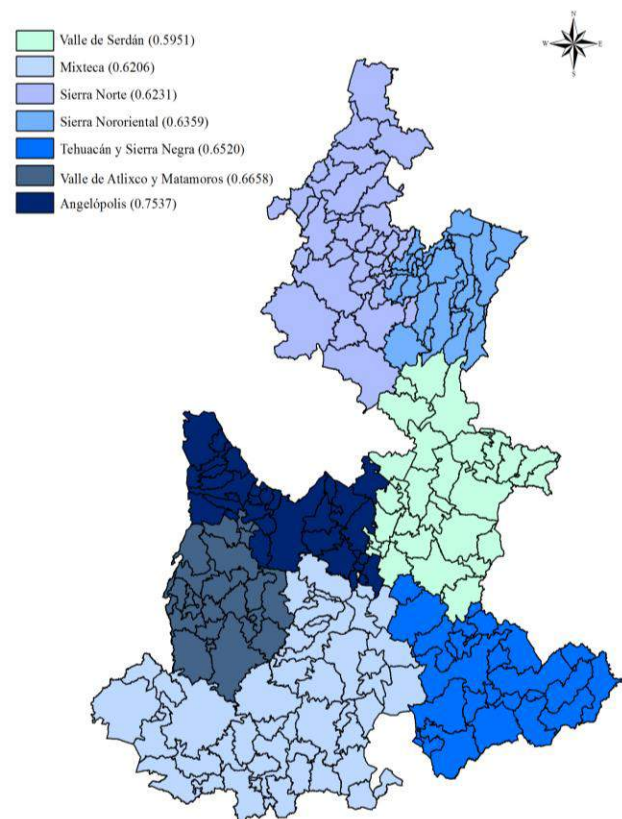 N
W E
S
Valle de Serdán (0.5951)
Mixteca (0.6206)
Sierra Norte (0.6231)
Sierra Nororiental (0.6359)
Tehuacán y Sierra Negra (0.6520)
Valle de Atlixco y Matamoros (0.6658)
Angelópolis (0.7537)